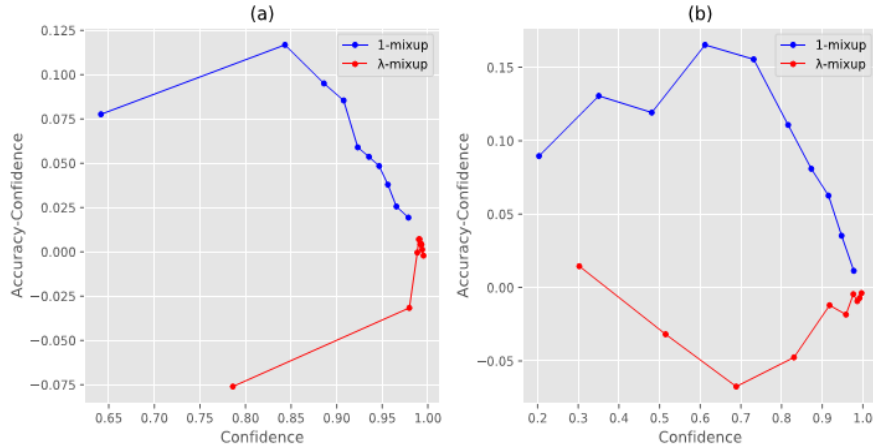 (a)
1-mixup
λ-mixup
Accuracy-Confidence
0.125
0.100
0.075
0.050
0.025
0.000
−0.025
−0.050
−0.075
0.65 0.70 0.75 0.80 0.85 0.90 0.95 1.00
Confidence
(b)
1-mixup
λ-mixup
Accuracy-Confidence
0.15
0.10
0.05
0.00
−0.05
0.2 0.3 0.4 0.5 0.6 0.7 0.8 0.9 1.0
Confidence